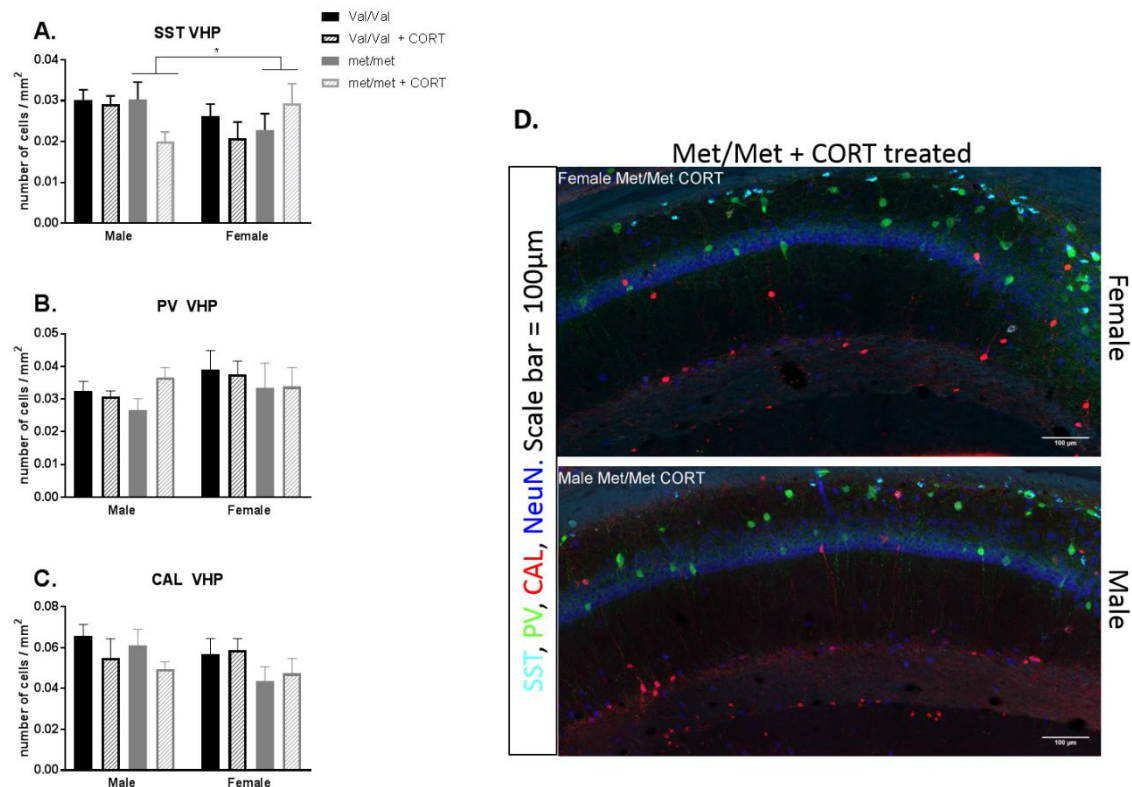 A.
SST VHP
*
number of cells / mm²
0.04
0.03
0.02
0.01
0.00
Male
Female
Val/Val
Val/Val + CORT
met/met
met/met + CORT
B.
PV VHP
number of cells / mm²
0.05
0.04
0.03
0.02
0.01
0.00
Male
Female
C.
CAL VHP
number of cells / mm²
0.08
0.06
0.04
0.02
0.00
Male
Female
D.
Met/Met + CORT treated
SST, PV, CAL, NeuN. Scale bar = 100µm
Female Met/Met CORT
100 µm
Female
Male Met/Met CORT
100 µm
Male